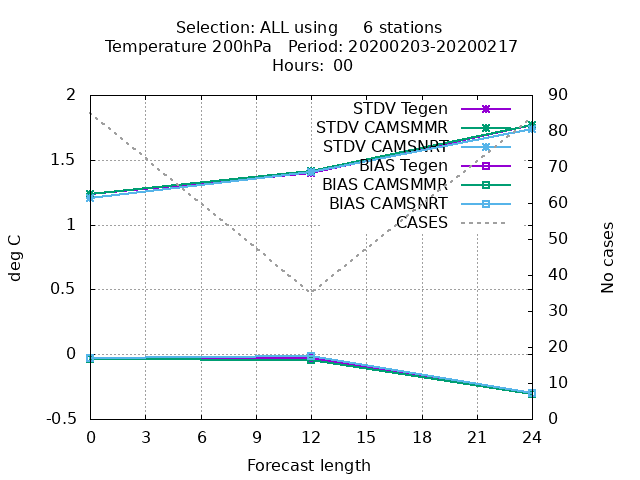 Selection: ALL using     6 stations
Temperature 200hPa   Period: 20200203-20200217
Hours:  00
2
1.5
1
0.5
0
-0.5
deg C
STDV Tegen
STDV CAMSMMR
STDV CAMSNRT
BIAS Tegen
BIAS CAMSMMR
BIAS CAMSNRT
CASES
90
80
70
60
50
40
30
20
10
0
No cases
0 3 6 9 12 15 18 21 24
Forecast length